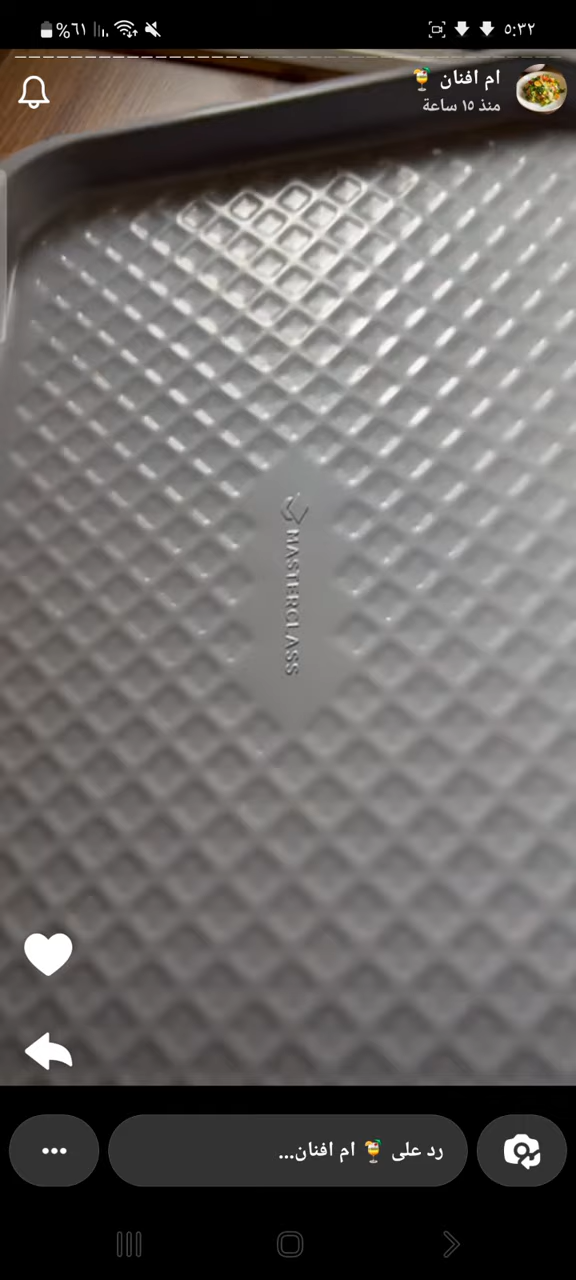 ٥:٣٢
%٦١
ام افنان 🍹
منذ ١٥ ساعة
MASTERCLASS
رد على 🍹 ام افنان...